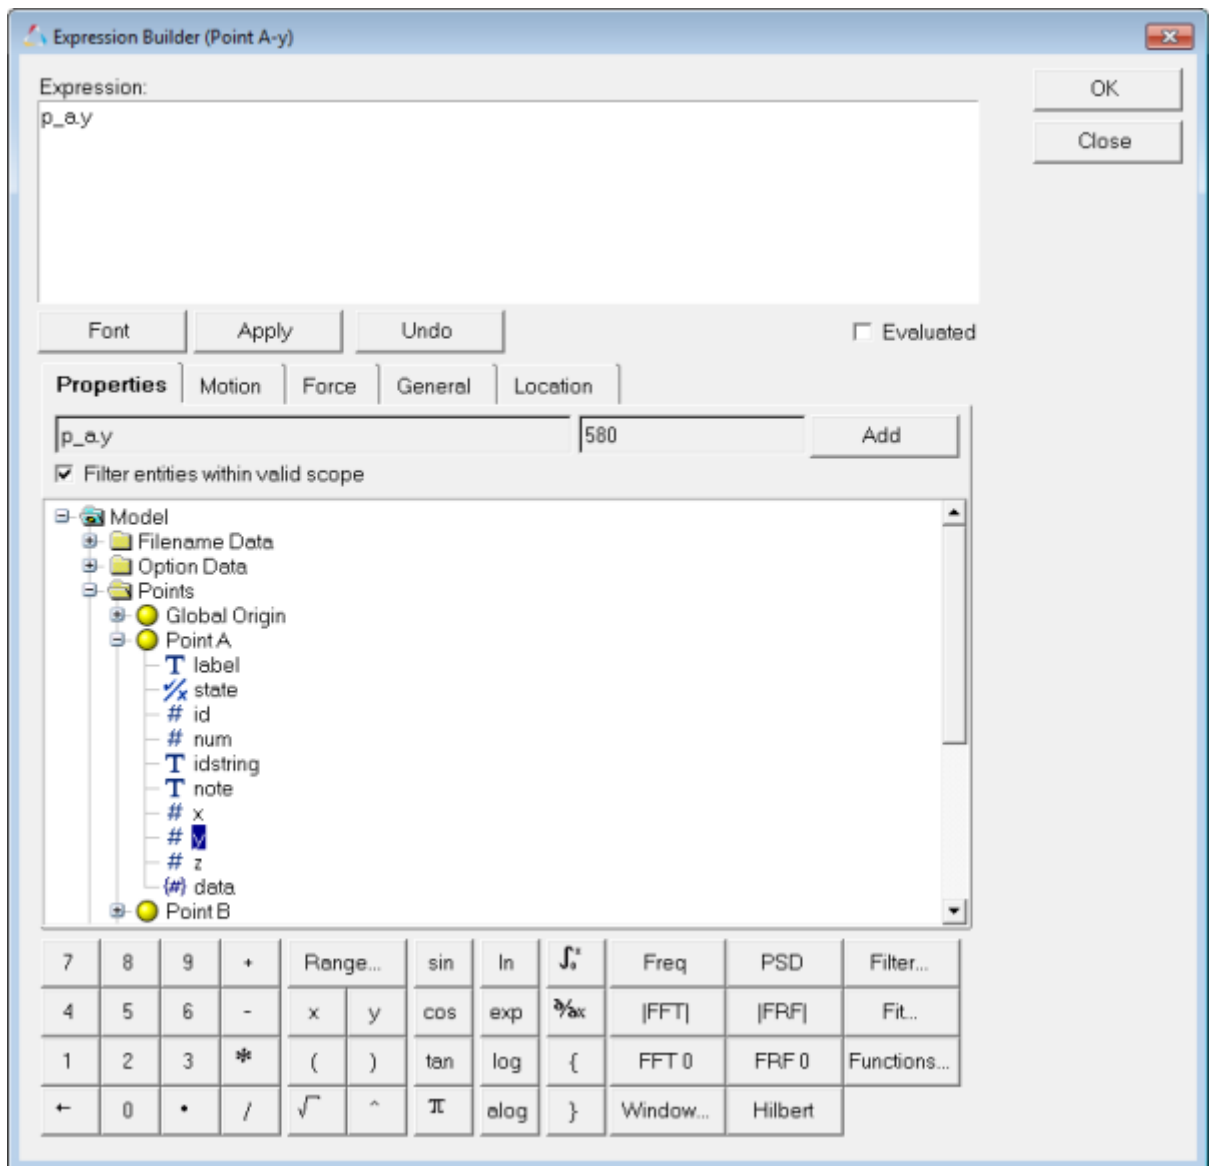 Expression Builder (Point A-y)
Expression:
OK
p_a.y
Close
Font Apply Undo Evaluated
Properties Motion Force General Location
p_a.y 580 Add
Filter entities within valid scope
Model
Filename Data
Option Data
Points
Global Origin
Point A
T label
state
# id
# num
T idstring
T note
# x
# y
# z
{#} data
Point B
7 8 9 + Range... sin ln ∫ Freq PSD Filter...
4 5 6 - x y cos exp ∂/∂x |FFT| |FRF| Fit...
1 2 3 * ( ) tan log { FFT 0 FRF 0 Functions...
← 0 • / √ ^ π alog } Window... Hilbert